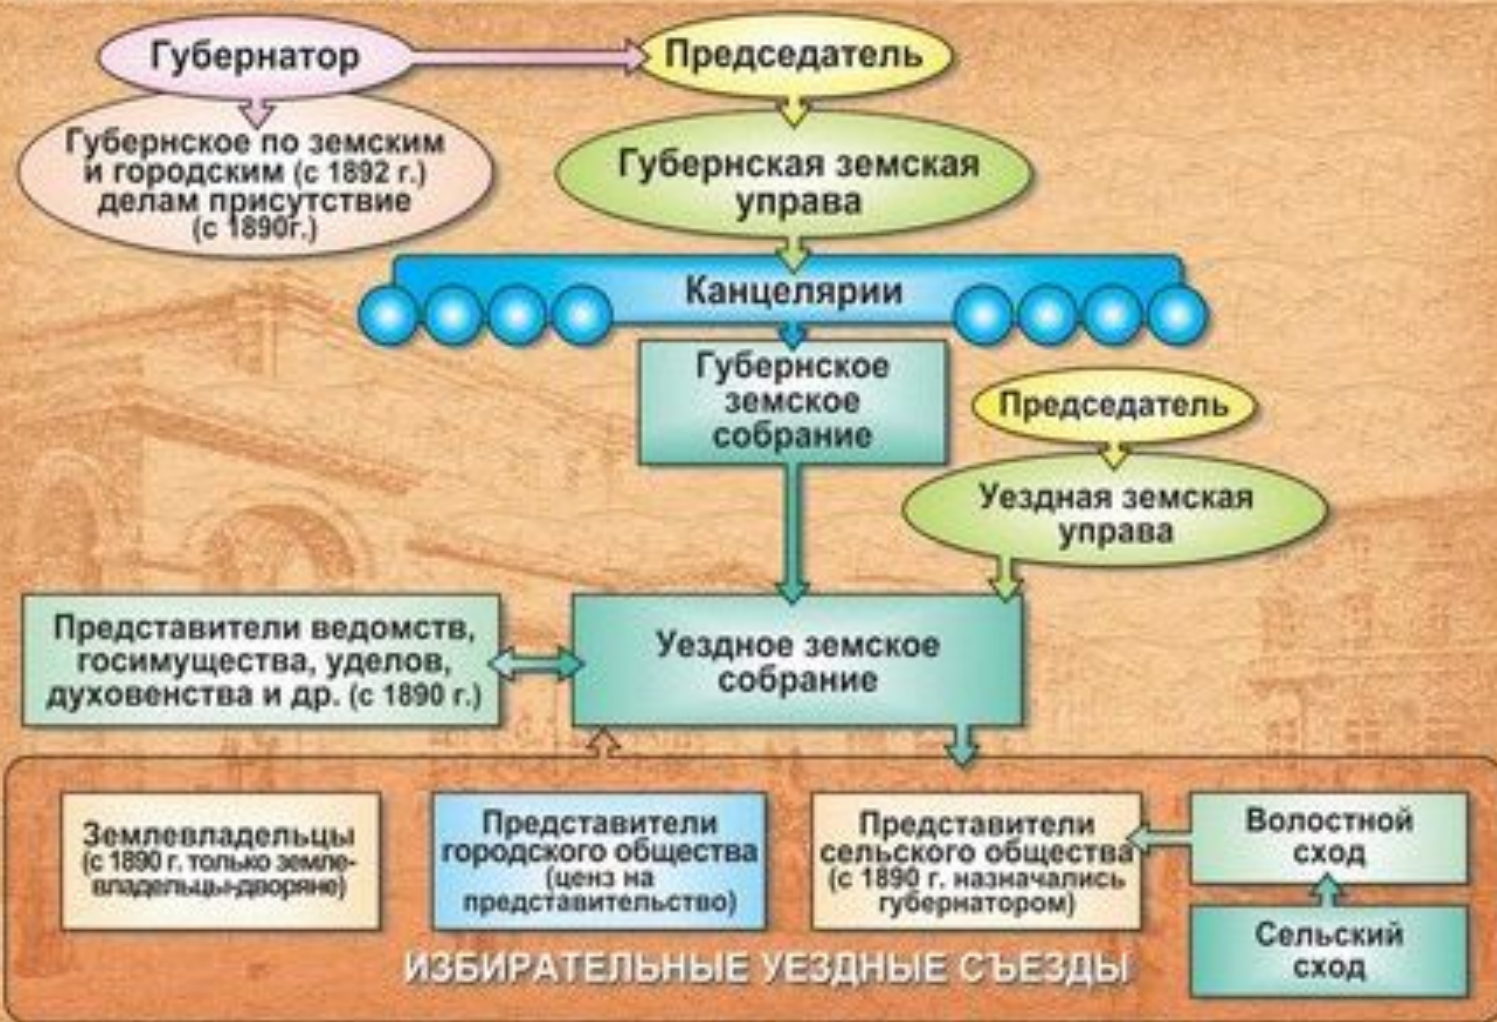 Губернатор
Председатель
Губернское по земским
и городским (с 1892 г.)
делам присутствие
(с 1890г.)
Губернская земская
управа
Канцелярии
Губернское
земское
собрание
Председатель
Уездная земская
управа
Представители ведомств,
госимущества, уделов,
духовенства и др. (с 1890 г.)
Уездное земское
собрание
Землевладельцы
(с 1890 г. только земле-
владельцы-дворяне)
Представители
городского общества
(ценз на
представительство)
Представители
сельского общества
(с 1890 г. назначались
губернатором)
Волостной
сход
Сельский
сход
ИЗБИРАТЕЛЬНЫЕ УЕЗДНЫЕ СЪЕЗДЫ